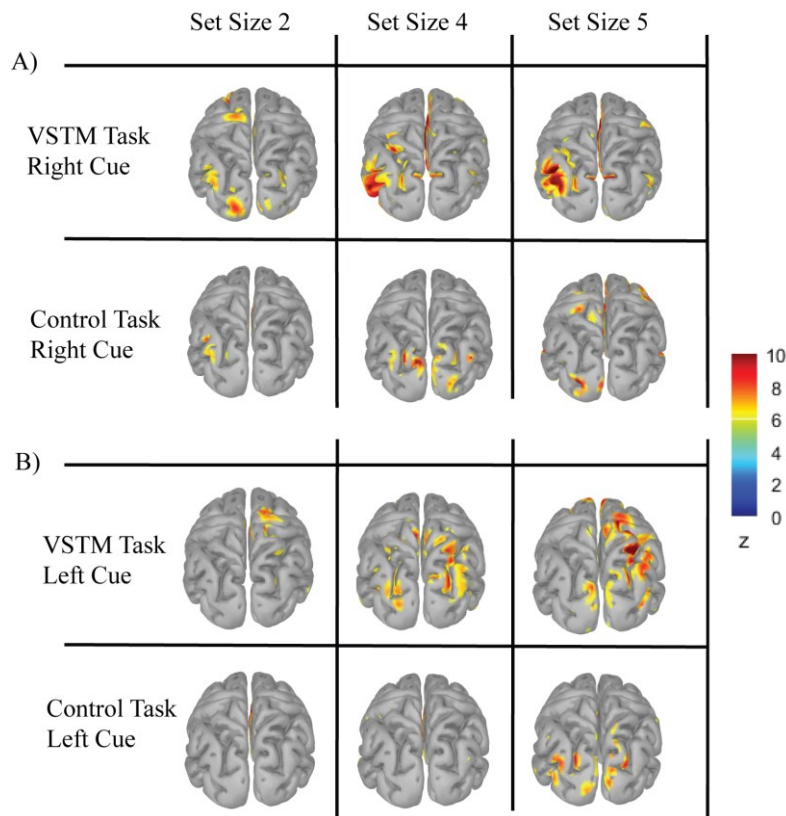 Set Size 2 Set Size 4 Set Size 5
A)
VSTM Task
Right Cue
Control Task
Right Cue
10
8
6
4
2
0
z
B)
VSTM Task
Left Cue
Control Task
Left Cue